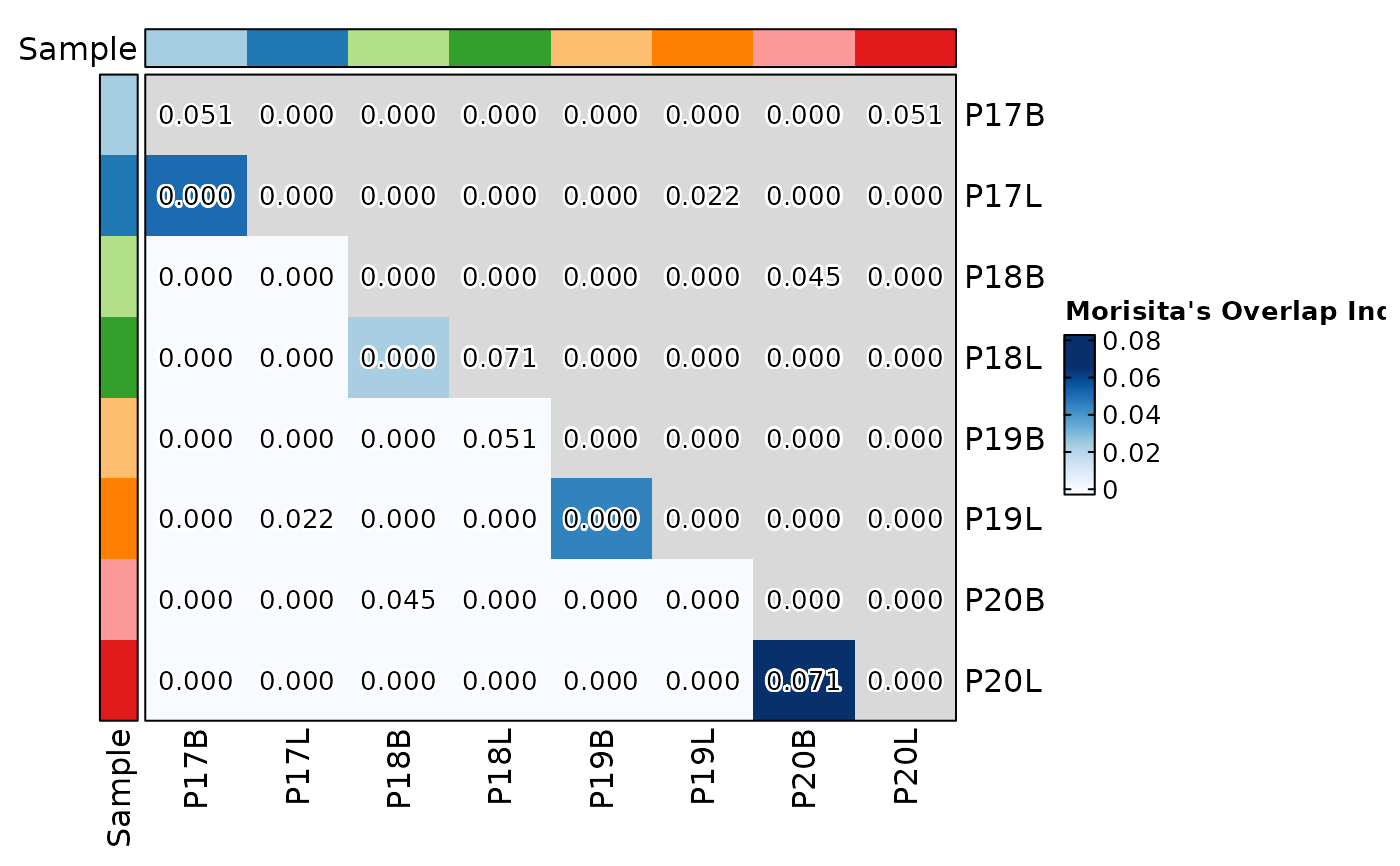 Sample
0.051 0.000 0.000 0.000 0.000 0.000 0.000 0.051 P17B
0.000 0.000 0.000 0.000 0.000 0.022 0.000 0.000 P17L
0.000 0.000 0.000 0.000 0.000 0.000 0.045 0.000 P18B
Morisita's Overlap Ind
0.08
0.000 0.000 0.000 0.071 0.000 0.000 0.000 0.000 P18L
0.06
0.04
0.000 0.000 0.000 0.051 0.000 0.000 0.000 0.000 P19B
0.02
0
0.000 0.022 0.000 0.000 0.000 0.000 0.000 0.000 P19L
0.000 0.000 0.045 0.000 0.000 0.000 0.000 0.000 P20B
0.000 0.000 0.000 0.000 0.000 0.000 0.071 0.000 P20L
Sample P17B P17L P18B P18L P19B P19L P20B P20L